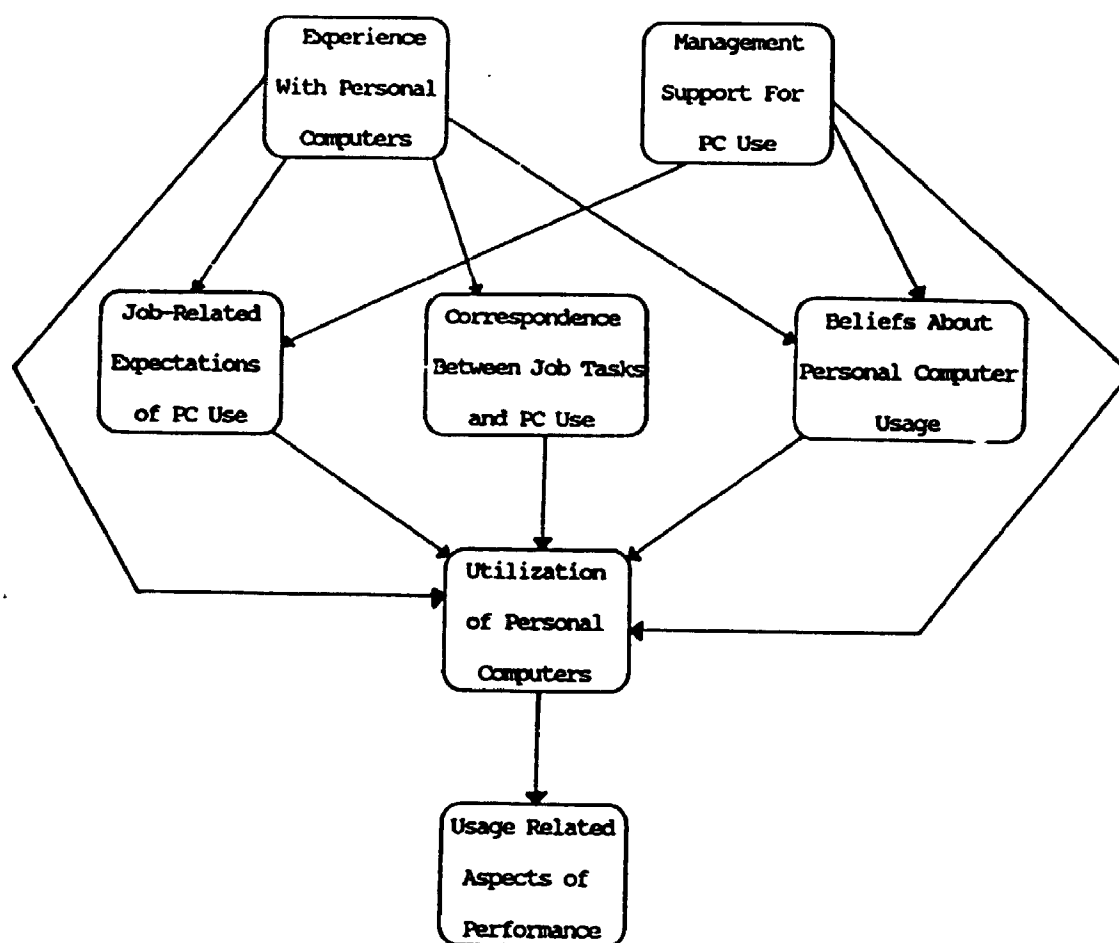 Experience
With Personal
Computers
Management
Support For
PC Use
Job-Related
Expectations
of PC Use
Correspondence
Between Job Tasks
and PC Use
Beliefs About
Personal Computer
Usage
Utilization
of Personal
Computers
Usage Related
Aspects of
Performance